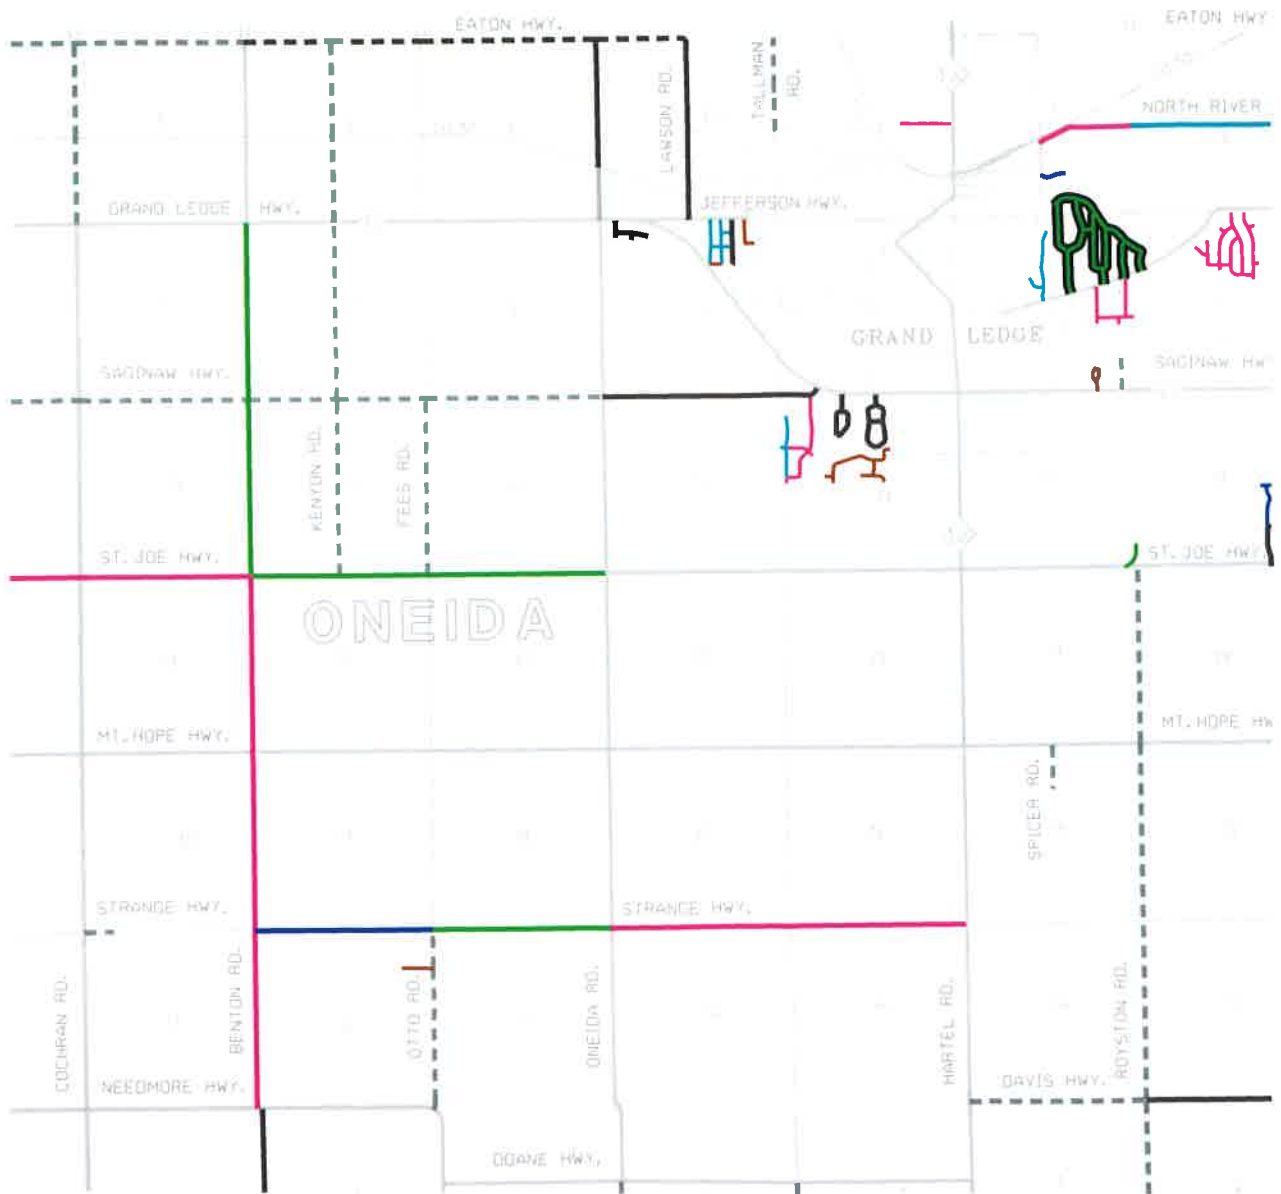 EATON HWY.
EATON HWY
TALLMAN
RD.
LAWSON RD.
NORTH RIVER
GRAND LEDGE HWY.
JEFFERSON HWY.
GRAND LEDGE
SAGINAW HWY.
SAGINAW HW
KENYON RD.
FEES RD.
ST. JOE HWY.
ST. JOE HWY.
ONEIDA
MT. HOPE HWY.
MT. HOPE HW
SPICER RD.
STRANGE HWY.
STRANGE HWY.
COCHRAN RD.
BENTON RD.
OTTO RD.
ONEIDA RD.
HARTEL RD.
ROYSTON RD.
NEEDMORE HWY.
DAVIS HWY.
DOANE HWY.